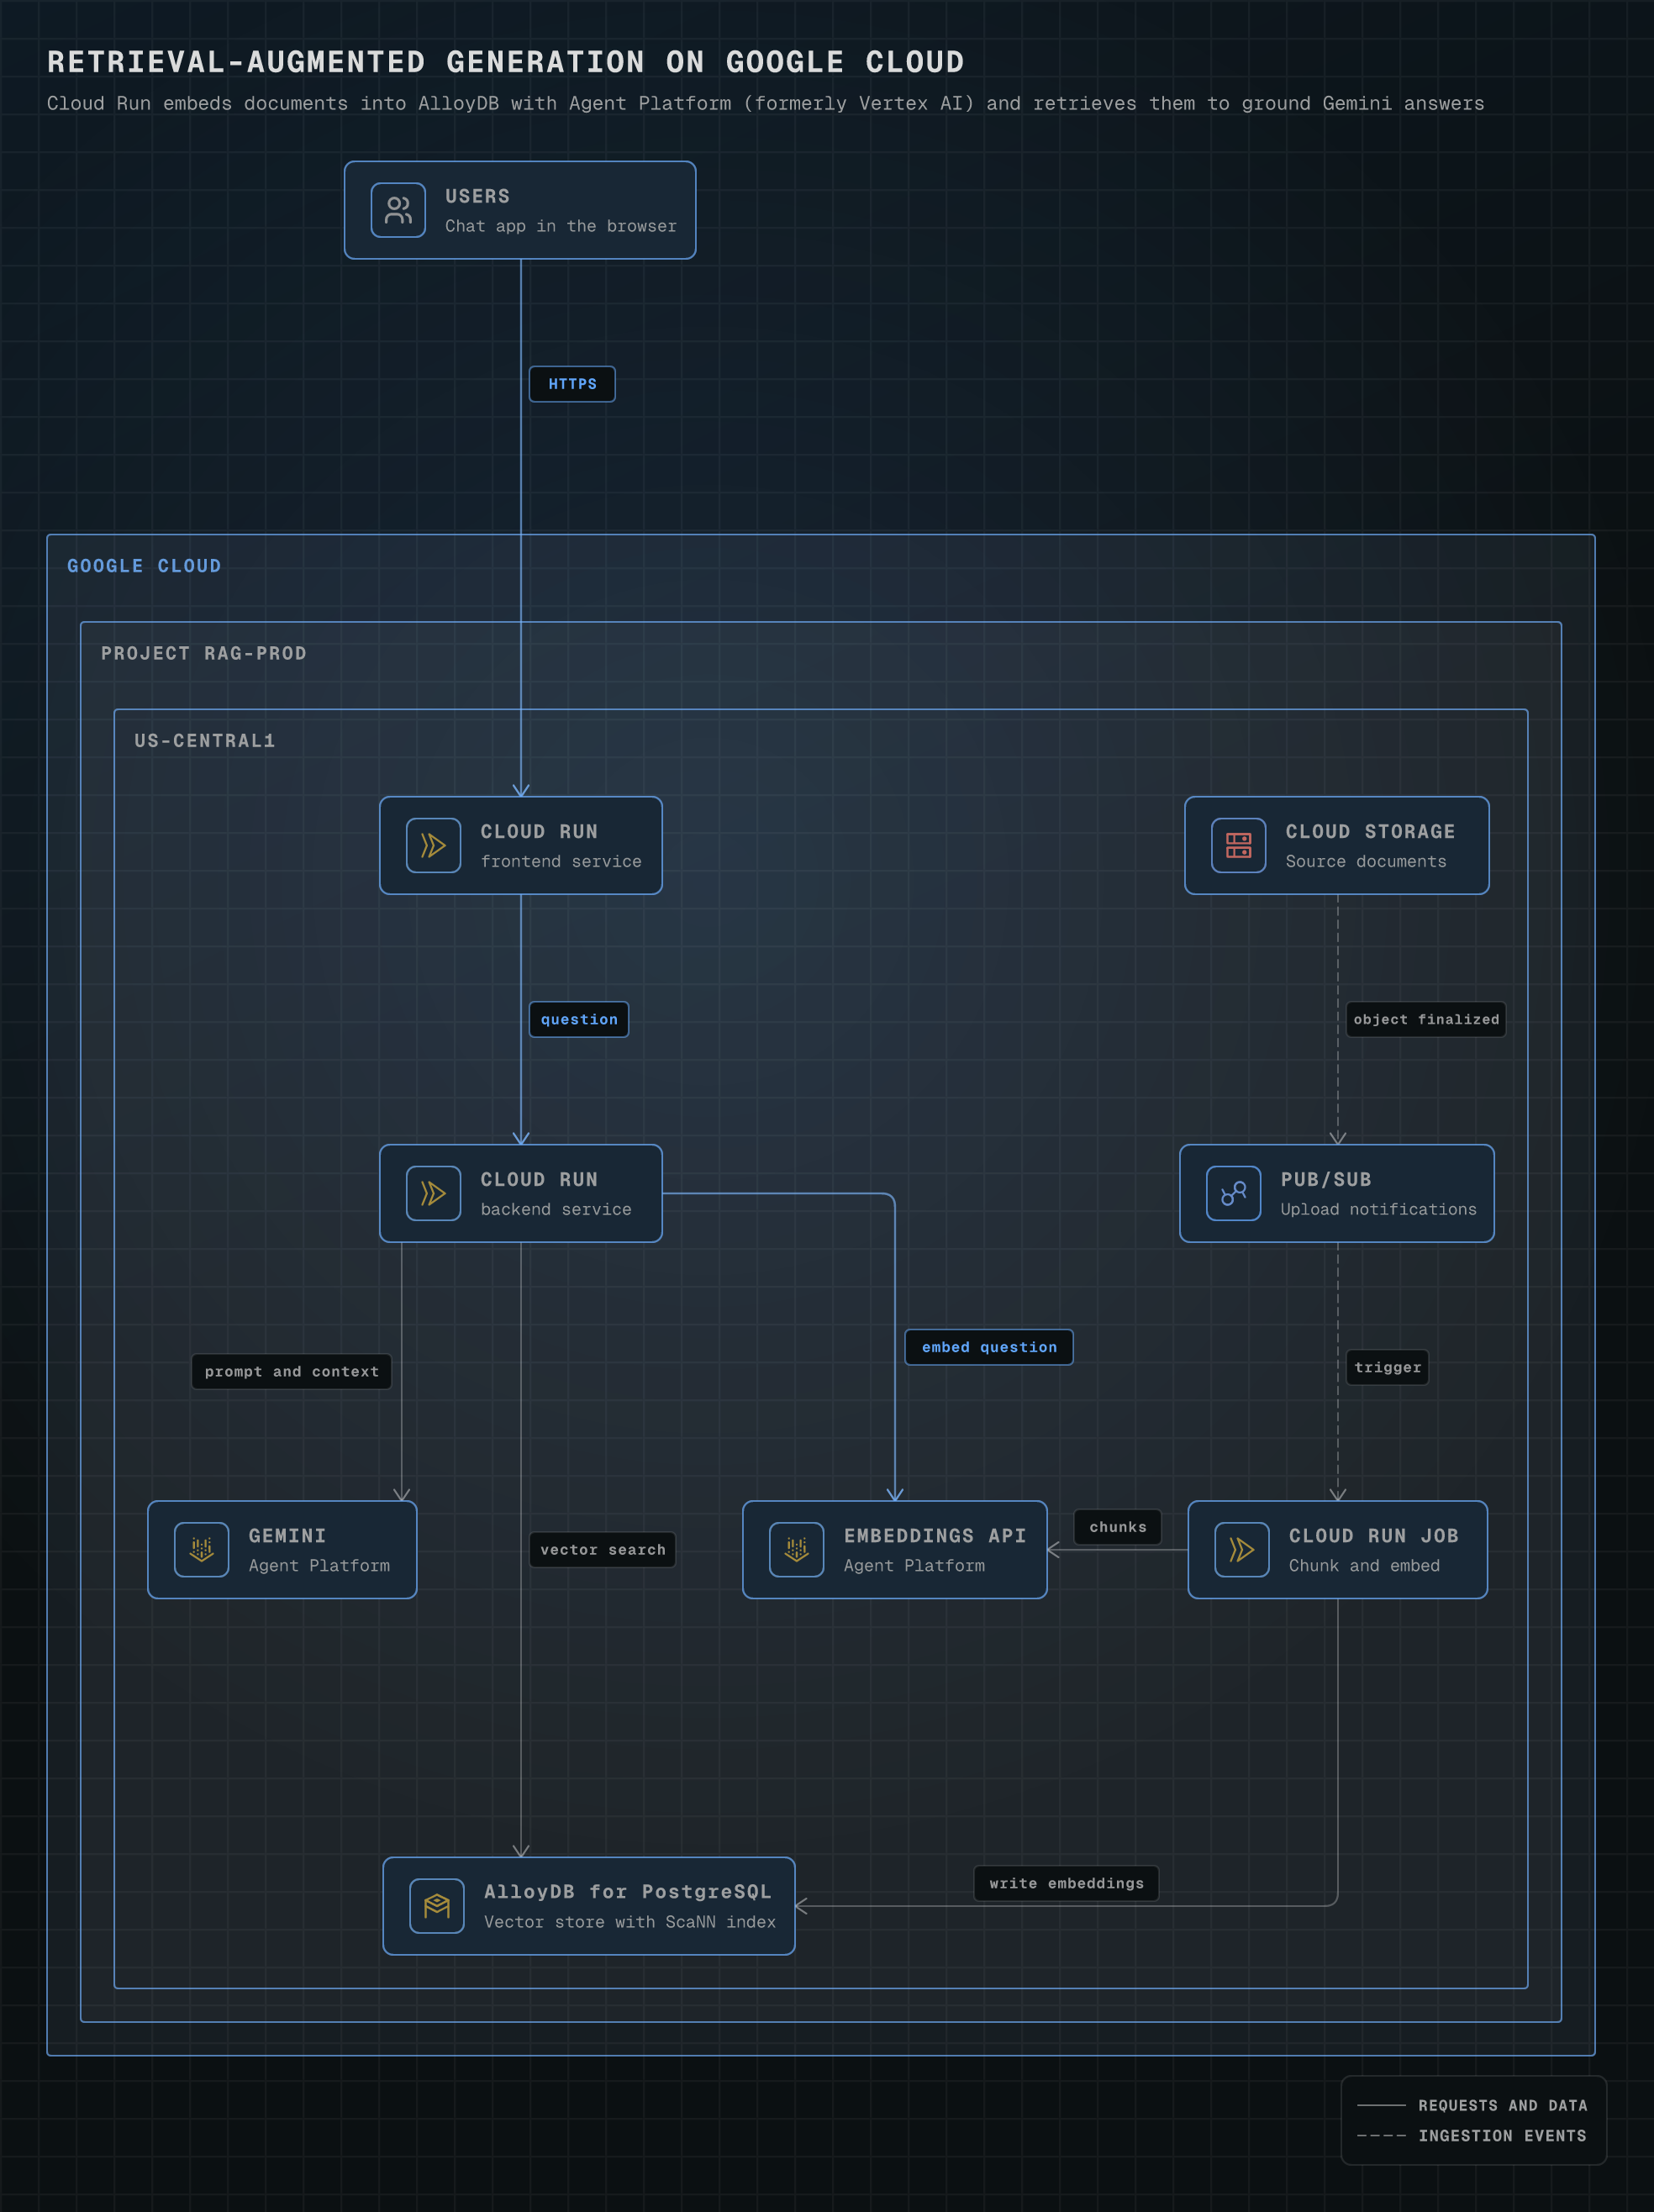 RETRIEVAL-AUGMENTED GENERATION ON GOOGLE CLOUD
Cloud Run embeds documents into AlloyDB with Agent Platform (formerly Vertex AI) and retrieves them to ground Gemini answers
USERS
Chat app in the browser
HTTPS
GOOGLE CLOUD
PROJECT RAG-PROD
US-CENTRAL1
CLOUD RUN
frontend service
CLOUD STORAGE
Source documents
question
object finalized
CLOUD RUN
backend service
PUB/SUB
Upload notifications
embed question
prompt and context
trigger
chunks
GEMINI
Agent Platform
vector search
EMBEDDINGS API
Agent Platform
CLOUD RUN JOB
Chunk and embed
write embeddings
AlloyDB for PostgreSQL
Vector store with ScaNN index
REQUESTS AND DATA
INGESTION EVENTS